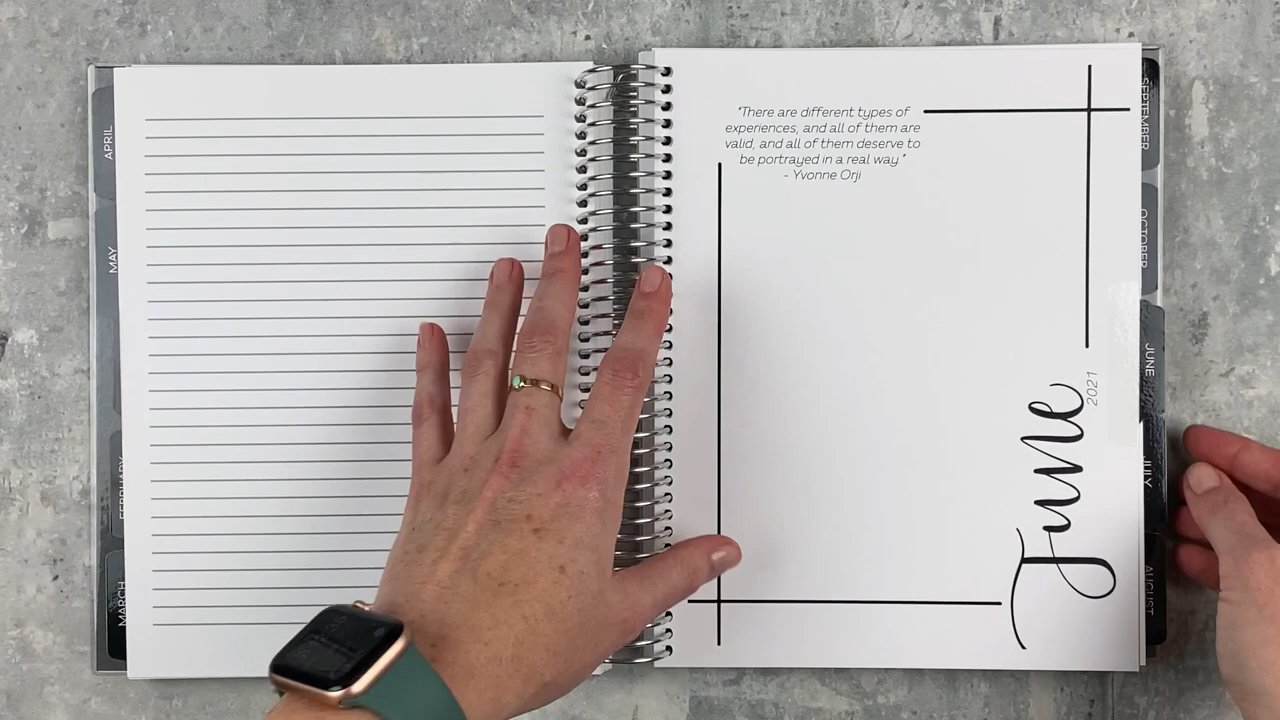 APRIL
MAY
FEBRUARY
MARCH
"There are different types of
experiences, and all of them are
valid, and all of them deserve to
be portrayed in a real way."
- Yvonne Orji
June
2021
SEPTEMBER
OCTOBER
JUNE
JULY
AUGUST